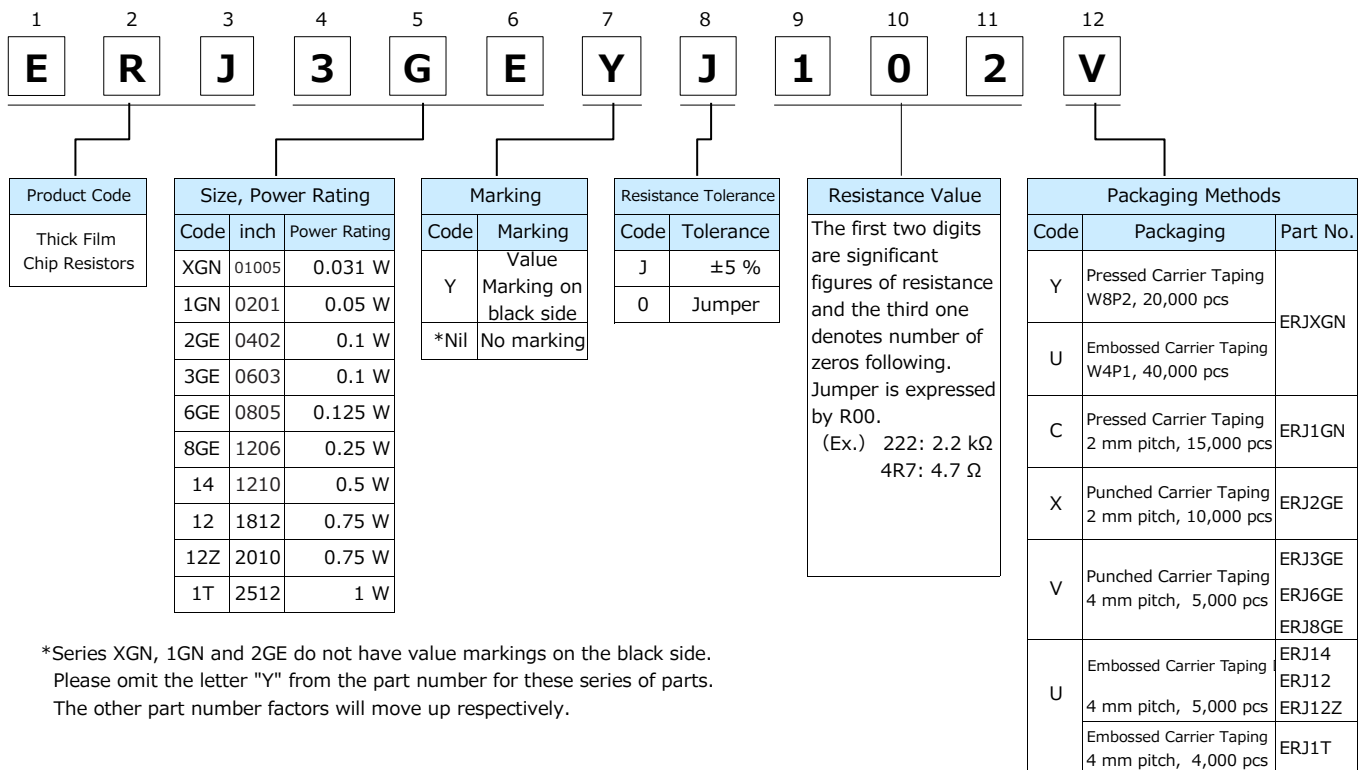 1 2 3 4 5 6 7 8 9 10 11 12
E R J 3 G E Y J 1 0 2 V
Product Code
Thick Film
Chip Resistors
Size, Power Rating
Code inch Power Rating
XGN 01005 0.031 W
1GN 0201 0.05 W
2GE 0402 0.1 W
3GE 0603 0.1 W
6GE 0805 0.125 W
8GE 1206 0.25 W
14 1210 0.5 W
12 1812 0.75 W
12Z 2010 0.75 W
1T 2512 1 W
Marking
Code Marking
Y Value
Marking on
black side
*Nil No marking
Resistance Tolerance
Code Tolerance
J ±5 %
0 Jumper
Resistance Value
The first two digits
are significant
figures of resistance
and the third one
denotes number of
zeros following.
Jumper is expressed
by R00.
(Ex.) 222: 2.2 kΩ
4R7: 4.7 Ω
Packaging Methods
Code Packaging Part No.
Y Pressed Carrier Taping
W8P2, 20,000 pcs
ERJXGN
U Embossed Carrier Taping
W4P1, 40,000 pcs
C Pressed Carrier Taping
2 mm pitch, 15,000 pcs ERJ1GN
X Punched Carrier Taping
2 mm pitch, 10,000 pcs ERJ2GE
V Punched Carrier Taping
4 mm pitch, 5,000 pcs
ERJ3GE
ERJ6GE
ERJ8GE
U Embossed Carrier Taping
4 mm pitch, 5,000 pcs
ERJ14
ERJ12
ERJ12Z
Embossed Carrier Taping
4 mm pitch, 4,000 pcs ERJ1T
*Series XGN, 1GN and 2GE do not have value markings on the black side.
Please omit the letter "Y" from the part number for these series of parts.
The other part number factors will move up respectively.